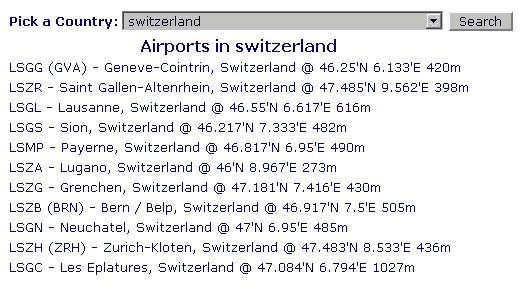 Pick a Country: switzerland Search
Airports in switzerland
LSGG (GVA) - Geneve-Cointrin, Switzerland @ 46.25'N 6.133'E 420m
LSZR - Saint Gallen-Altenrhein, Switzerland @ 47.485'N 9.562'E 398m
LSGL - Lausanne, Switzerland @ 46.55'N 6.617'E 616m
LSGS - Sion, Switzerland @ 46.217'N 7.333'E 482m
LSMP - Payerne, Switzerland @ 46.817'N 6.95'E 490m
LSZA - Lugano, Switzerland @ 46'N 8.967'E 273m
LSZG - Grenchen, Switzerland @ 47.181'N 7.416'E 430m
LSZB (BRN) - Bern / Belp, Switzerland @ 46.917'N 7.5'E 505m
LSGN - Neuchatel, Switzerland @ 47'N 6.95'E 485m
LSZH (ZRH) - Zurich-Kloten, Switzerland @ 47.483'N 8.533'E 436m
LSGC - Les Eplatures, Switzerland @ 47.084'N 6.794'E 1027m